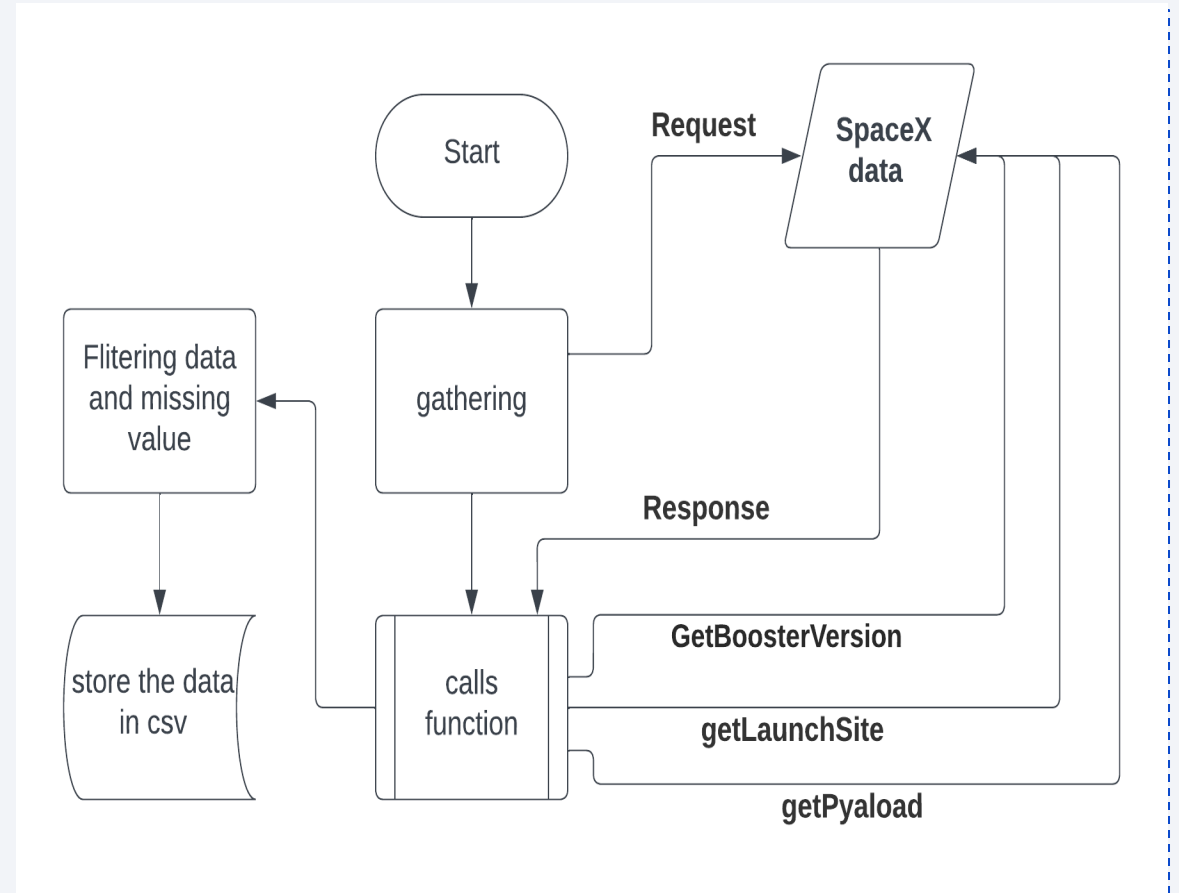 Start
Request
SpaceX
data
Flitering data
and missing
value
gathering
Response
GetBoosterVersion
store the data
in csv
calls
function
getLaunchSite
getPyaload